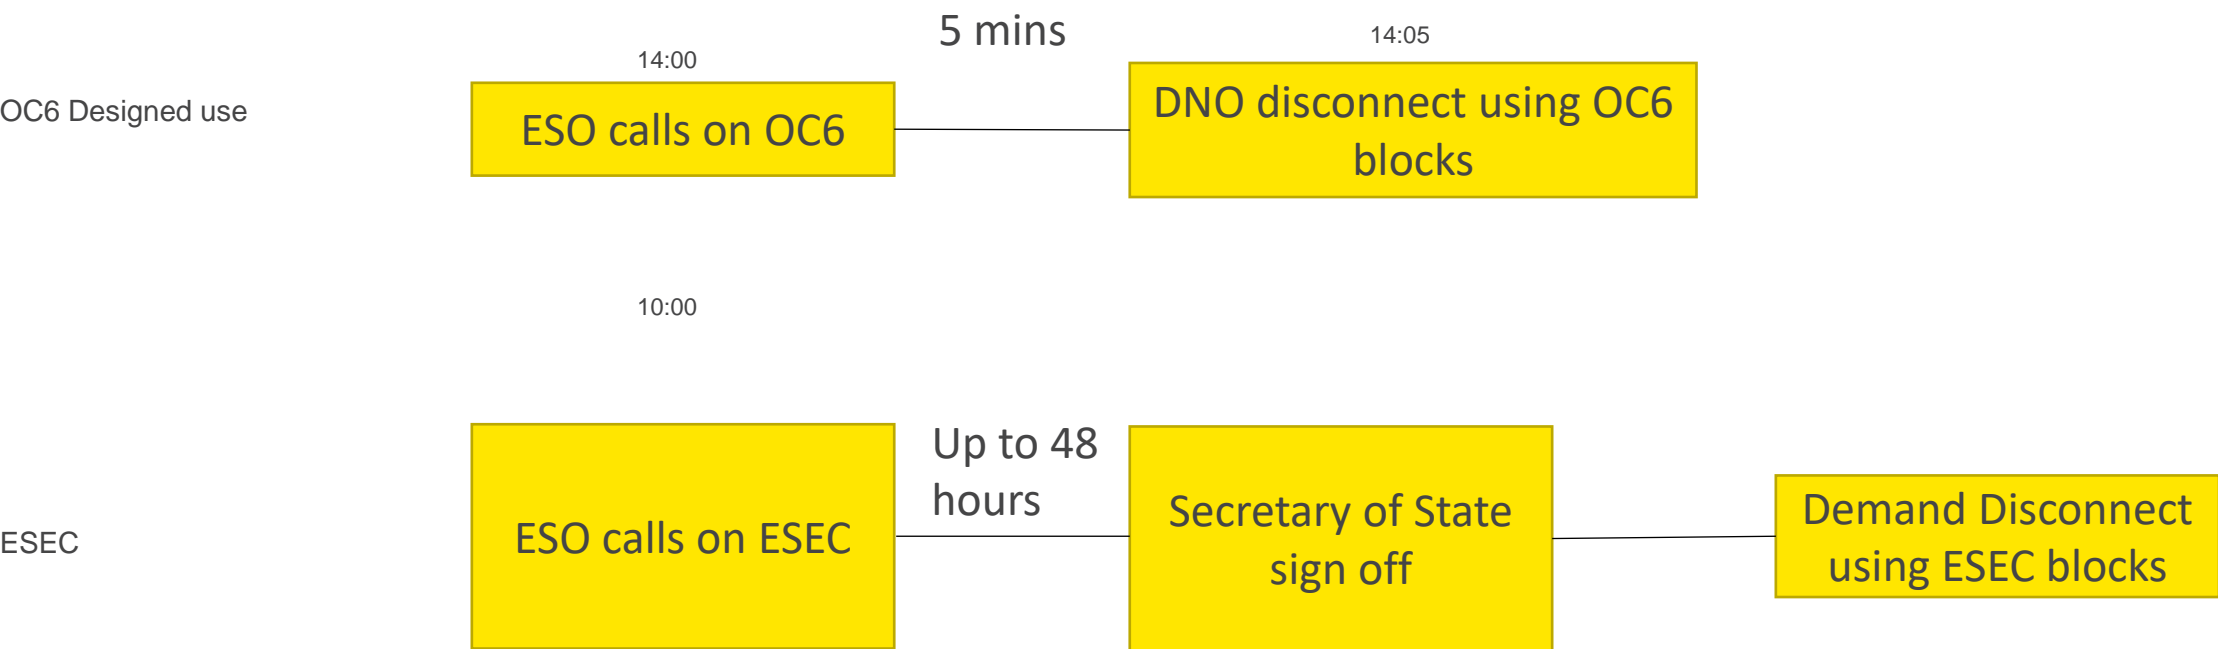 5 mins
14:00
14:05
OC6 Designed use
ESO calls on OC6
DNO disconnect using OC6
blocks
10:00
Up to 48
hours
ESEC
ESO calls on ESEC
Secretary of State
sign off
Demand Disconnect
using ESEC blocks